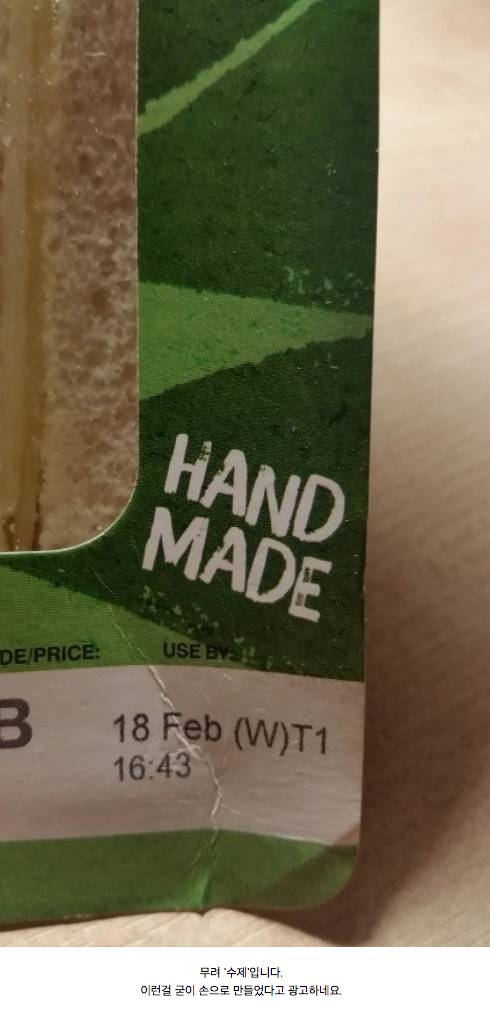 HAND
MADE
DE/PRICE: USE BY:
B
18 Feb (W)T1
16:43
무려 '수제'입니다.
이런걸 굳이 손으로 만들었다고 광고하네요.